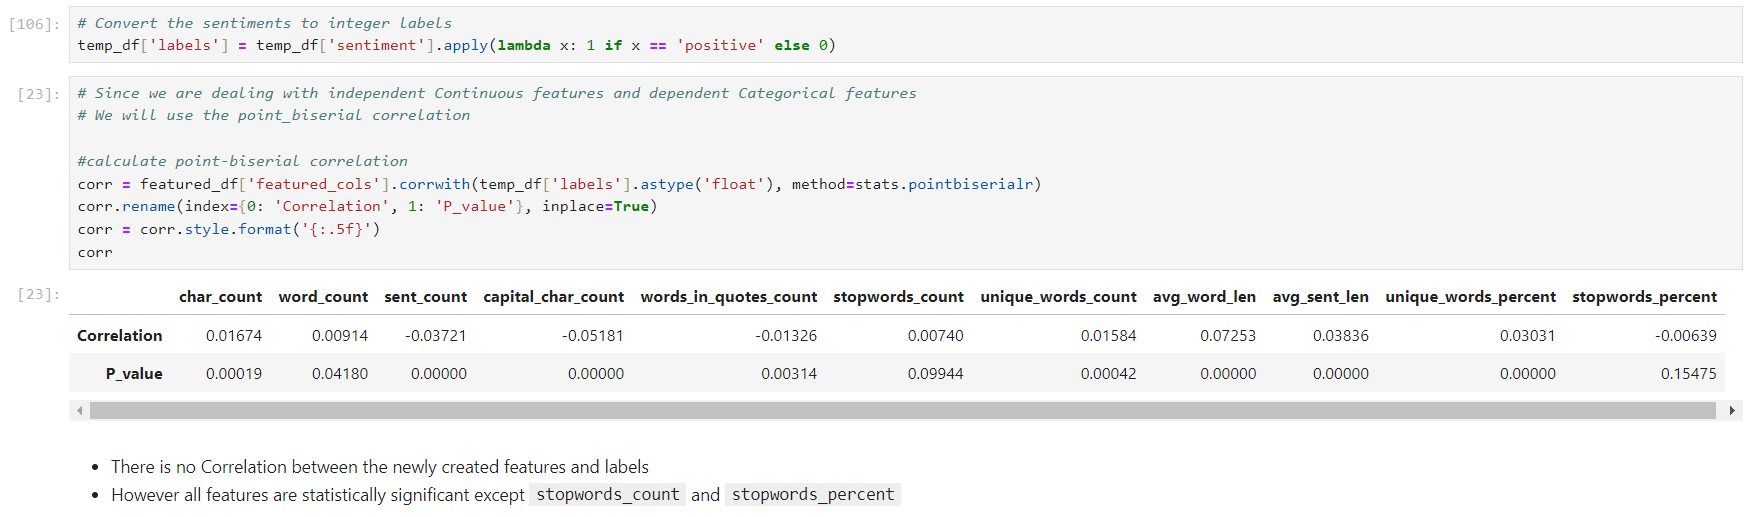 [106]: # Convert the sentiments to integer labels
temp_df['labels'] = temp_df['sentiment'].apply(lambda x: 1 if x == 'positive' else 0)
[23]: # Since we are dealing with independent Continuous features and dependent Categorical features
# We will use the point_biserial correlation
#calculate point-biserial correlation
corr = featured_df['featured_cols'].corrwith(temp_df['labels'].astype('float'), method=stats.pointbiserialr)
corr.rename(index={0: 'Correlation', 1: 'P_value'}, inplace=True)
corr = corr.style.format('{:.5f}')
corr
[23]: char_count word_count sent_count capital_char_count words_in_quotes_count stopwords_count unique_words_count avg_word_len avg_sent_len unique_words_percent stopwords_percent
Correlation 0.01674 0.00914 -0.03721 -0.05181 -0.01326 0.00740 0.01584 0.07253 0.03836 0.03031 -0.00639
P_value 0.00019 0.04180 0.00000 0.00000 0.00314 0.09944 0.00042 0.00000 0.00000 0.00000 0.15475
• There is no Correlation between the newly created features and labels
• However all features are statistically significant except stopwords_count and stopwords_percent